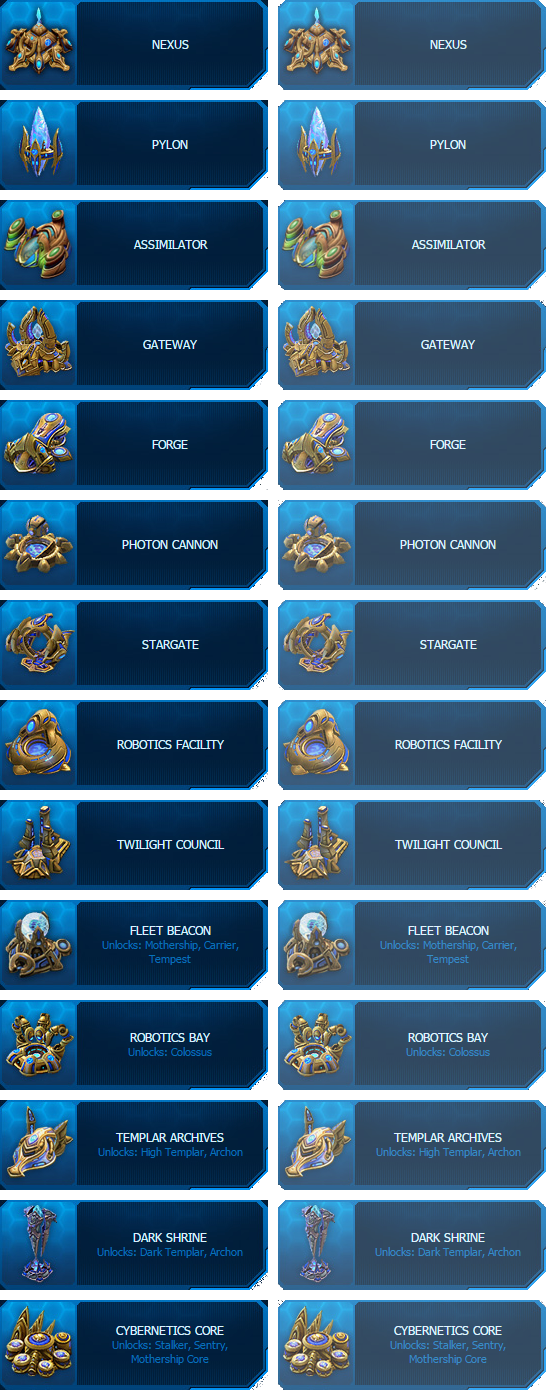 NEXUS
NEXUS
PYLON
PYLON
ASSIMILATOR
ASSIMILATOR
GATEWAY
GATEWAY
FORGE
FORGE
PHOTON CANNON
PHOTON CANNON
STARGATE
STARGATE
ROBOTICS FACILITY
ROBOTICS FACILITY
TWILIGHT COUNCIL
TWILIGHT COUNCIL
FLEET BEACON
Unlocks: Mothership, Carrier,
Tempest
FLEET BEACON
Unlocks: Mothership, Carrier,
Tempest
ROBOTICS BAY
Unlocks: Colossus
ROBOTICS BAY
Unlocks: Colossus
TEMPLAR ARCHIVES
Unlocks: High Templar, Archon
TEMPLAR ARCHIVES
Unlocks: High Templar, Archon
DARK SHRINE
Unlocks: Dark Templar, Archon
DARK SHRINE
Unlocks: Dark Templar, Archon
CYBERNETICS CORE
Unlocks: Stalker, Sentry,
Mothership Core
CYBERNETICS CORE
Unlocks: Stalker, Sentry,
Mothership Core